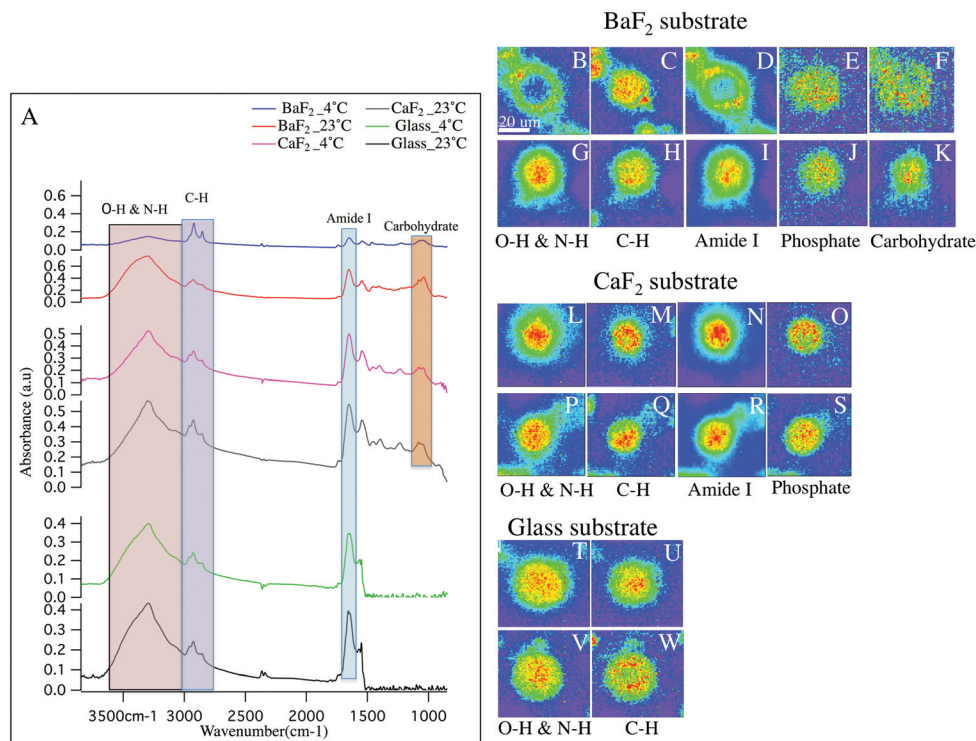 A
BaF₂_4°C
CaF₂_23°C
BaF₂_23°C
Glass_4°C
CaF₂_4°C
Glass_23°C
O-H & N-H
C-H
Amide I
Carbohydrate
0.6
0.4
0.2
0.0
0.6
0.4
0.2
0.0
0.5
0.3
0.2
0.1
0.0
0.5
0.4
0.3
0.2
0.1
0.0
0.4
0.3
0.2
0.1
0.0
0.4
0.3
0.2
0.1
0.0
Absorbance (a.u)
3500cm-1 3000 2500 2000 1500 1000
Wavenumber(cm-1)
BaF₂ substrate
B C D E F
20 um
G H I J K
O-H & N-H C-H Amide I Phosphate Carbohydrate
CaF₂ substrate
L M N O
P Q R S
O-H & N-H C-H Amide I Phosphate
Glass substrate
T U
V W
O-H & N-H C-H